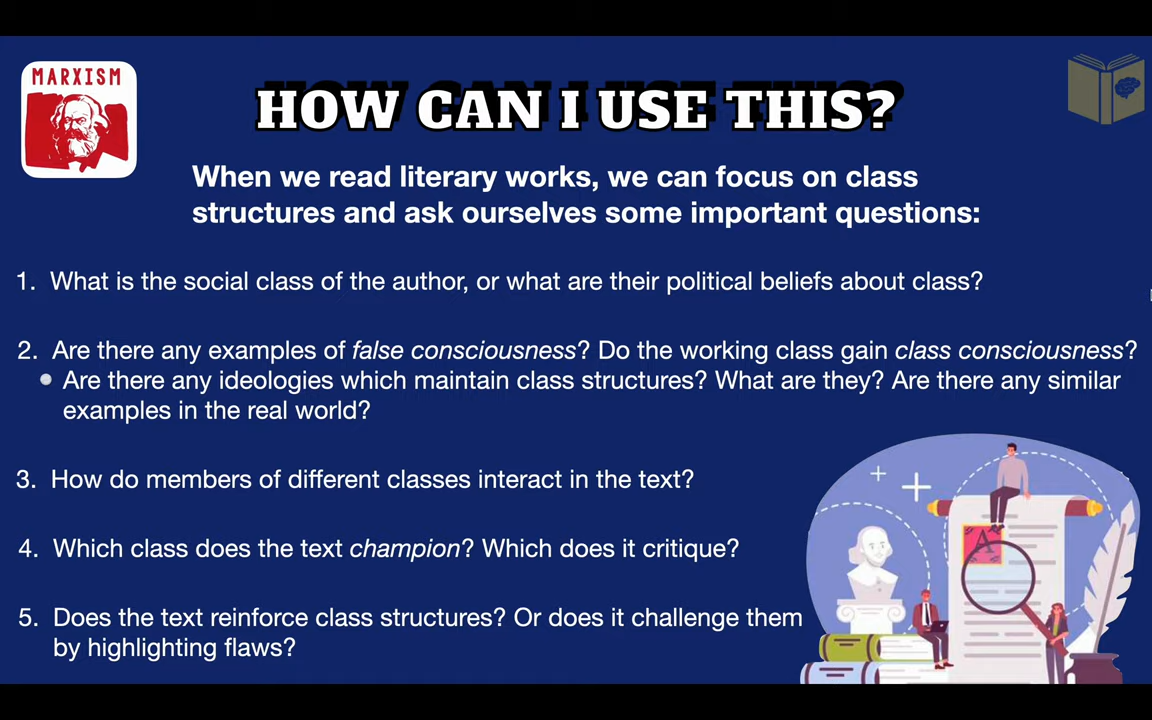 MARXISM
HOW CAN I USE THIS?
When we read literary works, we can focus on class
structures and ask ourselves some important questions:
1. What is the social class of the author, or what are their political beliefs about class?
2. Are there any examples of false consciousness? Do the working class gain class consciousness?
Are there any ideologies which maintain class structures? What are they? Are there any similar
examples in the real world?
3. How do members of different classes interact in the text?
4. Which class does the text champion? Which does it critique?
5. Does the text reinforce class structures? Or does it challenge them
by highlighting flaws?
A